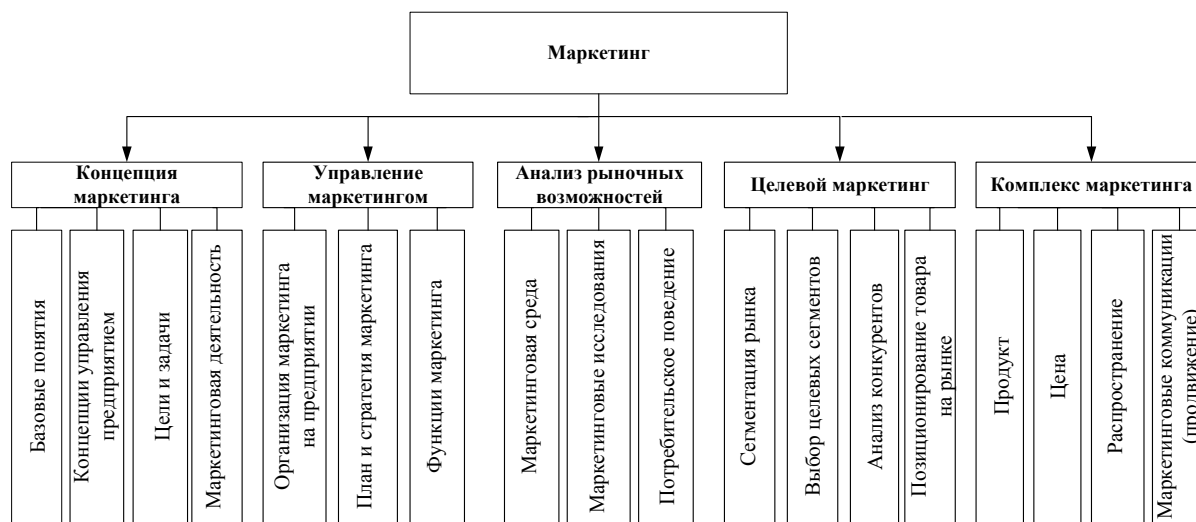 Маркетинг
Концепция
маркетинга
Управление
маркетингом
Анализ рыночных
возможностей
Целевой маркетинг
Комплекс маркетинга
Базовые понятия
Концепции управления
предприятием
Цели и задачи
Маркетинговая деятельность
Организация маркетинга
на предприятии
План и стратегия маркетинга
Функции маркетинга
Маркетинговая среда
Маркетинговые исследования
Потребительское поведение
Сегментация рынка
Выбор целевых сегментов
Анализ конкурентов
Позиционирование товара
на рынке
Продукт
Цена
Распространение
Маркетинговые коммуникации
(продвижение)